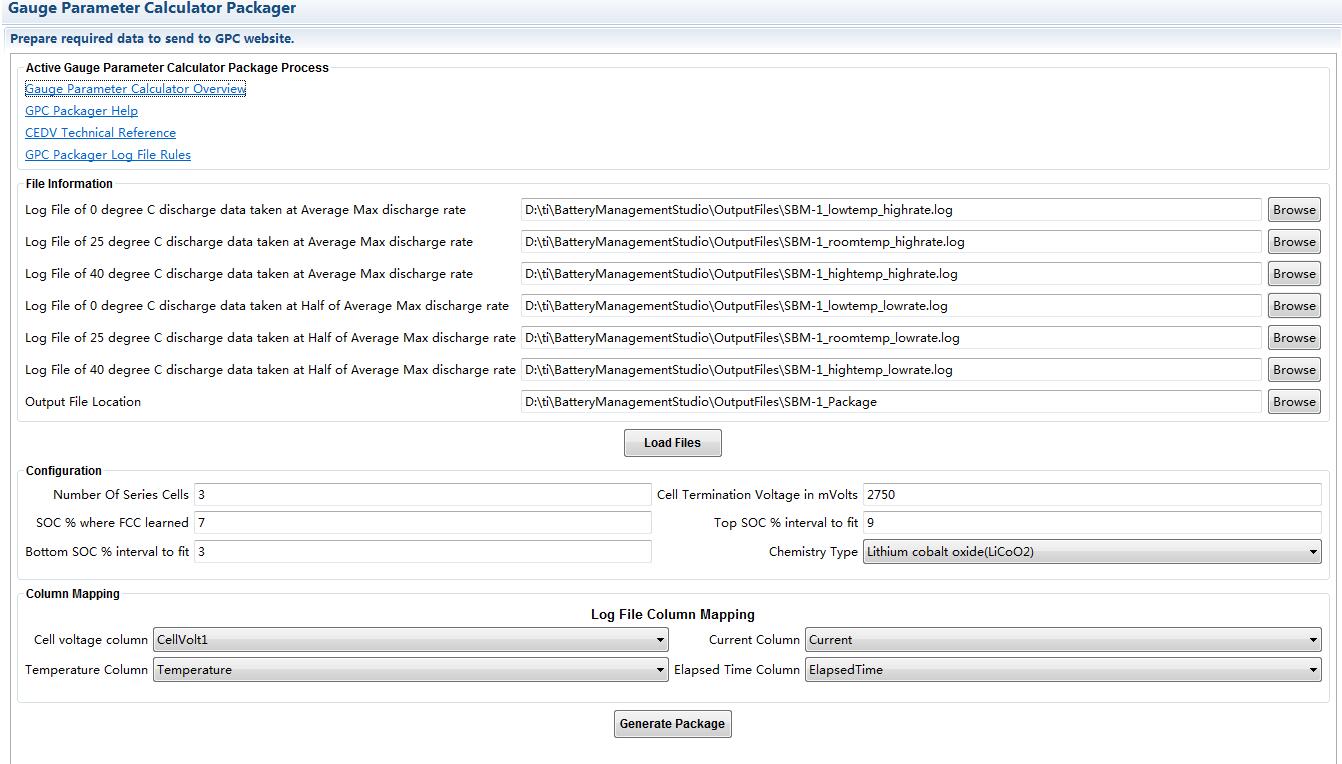 Gauge Parameter Calculator Packager
Prepare required data to send to GPC website.
Active Gauge Parameter Calculator Package Process
Gauge Parameter Calculator Overview
GPC Packager Help
CEDV Technical Reference
GPC Packager Log File Rules
File Information
Log File of 0 degree C discharge data taken at Average Max discharge rate D:\ti\BatteryManagementStudio\OutputFiles\SBM-1_lowtemp_highrate.log Browse
Log File of 25 degree C discharge data taken at Average Max discharge rate D:\ti\BatteryManagementStudio\OutputFiles\SBM-1_roomtemp_highrate.log Browse
Log File of 40 degree C discharge data taken at Average Max discharge rate D:\ti\BatteryManagementStudio\OutputFiles\SBM-1_hightemp_highrate.log Browse
Log File of 0 degree C discharge data taken at Half of Average Max discharge rate D:\ti\BatteryManagementStudio\OutputFiles\SBM-1_lowtemp_lowrate.log Browse
Log File of 25 degree C discharge data taken at Half of Average Max discharge rate D:\ti\BatteryManagementStudio\OutputFiles\SBM-1_roomtemp_lowrate.log Browse
Log File of 40 degree C discharge data taken at Half of Average Max discharge rate D:\ti\BatteryManagementStudio\OutputFiles\SBM-1_hightemp_lowrate.log Browse
Output File Location D:\ti\BatteryManagementStudio\OutputFiles\SBM-1_Package Browse
Load Files
Configuration
Number Of Series Cells 3 Cell Termination Voltage in mVolts 2750
SOC % where FCC learned 7 Top SOC % interval to fit 9
Bottom SOC % interval to fit 3 Chemistry Type Lithium cobalt oxide(LiCoO2)
Column Mapping
Log File Column Mapping
Cell voltage column CellVolt1 Current Column Current
Temperature Column Temperature Elapsed Time Column ElapsedTime
Generate Package